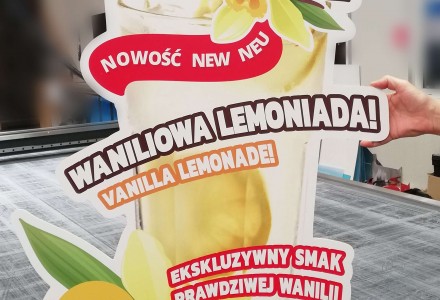 NOWOŚĆ NEW NEU
WANILIOWA LEMONIADA!
VANILLA LEMONADE!
EKSKLUZYWNY SMAK
PRAWDZIWEJ WANILII